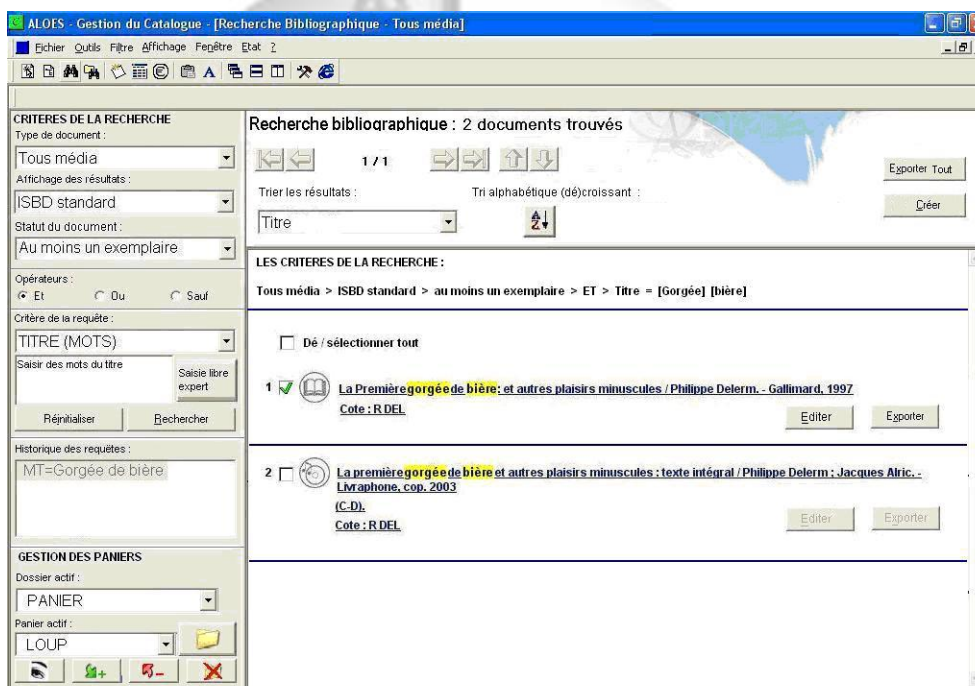 ALOES - Gestion du Catalogue - [Recherche Bibliographique - Tous média]
Fichier Outils Filtre Affichage Fenêtre Etat ?
CRITERES DE LA RECHERCHE
Type de document :
Tous média
Affichage des résultats :
ISBD standard
Statut du document :
Au moins un exemplaire
Opérateurs :
Et Ou Sauf
Critère de la requête :
TITRE (MOTS)
Saisir des mots du titre
Saisie libre
expert
Réinitialiser Rechercher
Historique des requêtes :
MT=Gorgée de bière
GESTION DES PANIERS
Dossier actif :
PANIER
Panier actif :
LOUP
Recherche bibliographique : 2 documents trouvés
1 / 1
Exporter Tout
Trier les résultats : Tri alphabétique (dé)croissant :
Créer
Titre
LES CRITERES DE LA RECHERCHE :
Tous média > ISBD standard > au moins un exemplaire > ET > Titre = [Gorgée] [bière]
Dé / sélectionner tout
1 La Première gorgée de bière : et autres plaisirs minuscules / Philippe Delerm. - Gallimard, 1997
Cote : R DEL
Editer Exporter
2 La première gorgée de bière et autres plaisirs minuscules : texte intégral / Philippe Delerm ; Jacques Alric. -
Livraphone, cop. 2003
(C-D).
Cote : R DEL
Editer Exporter